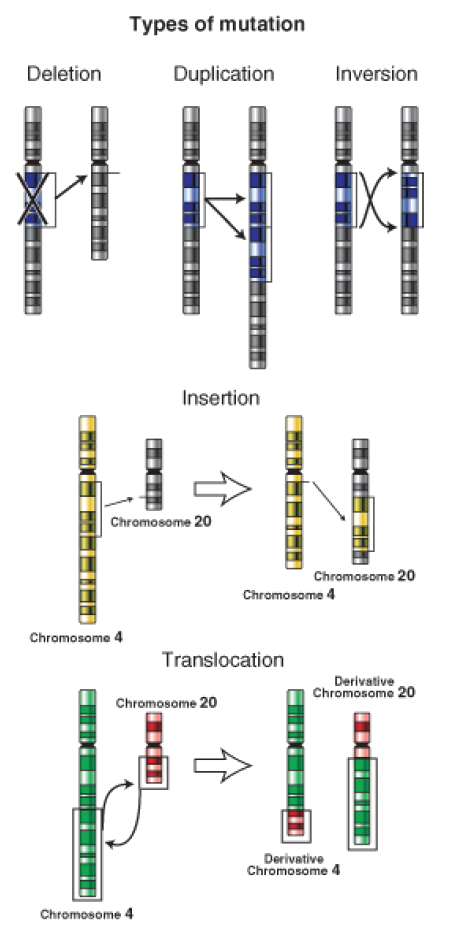 Types of mutation
Deletion
Duplication
Inversion
Insertion
Chromosome 20
Chromosome 4
Chromosome 20
Chromosome 4
Translocation
Chromosome 20
Derivative
Chromosome 20
Derivative
Chromosome 4
Chromosome 4